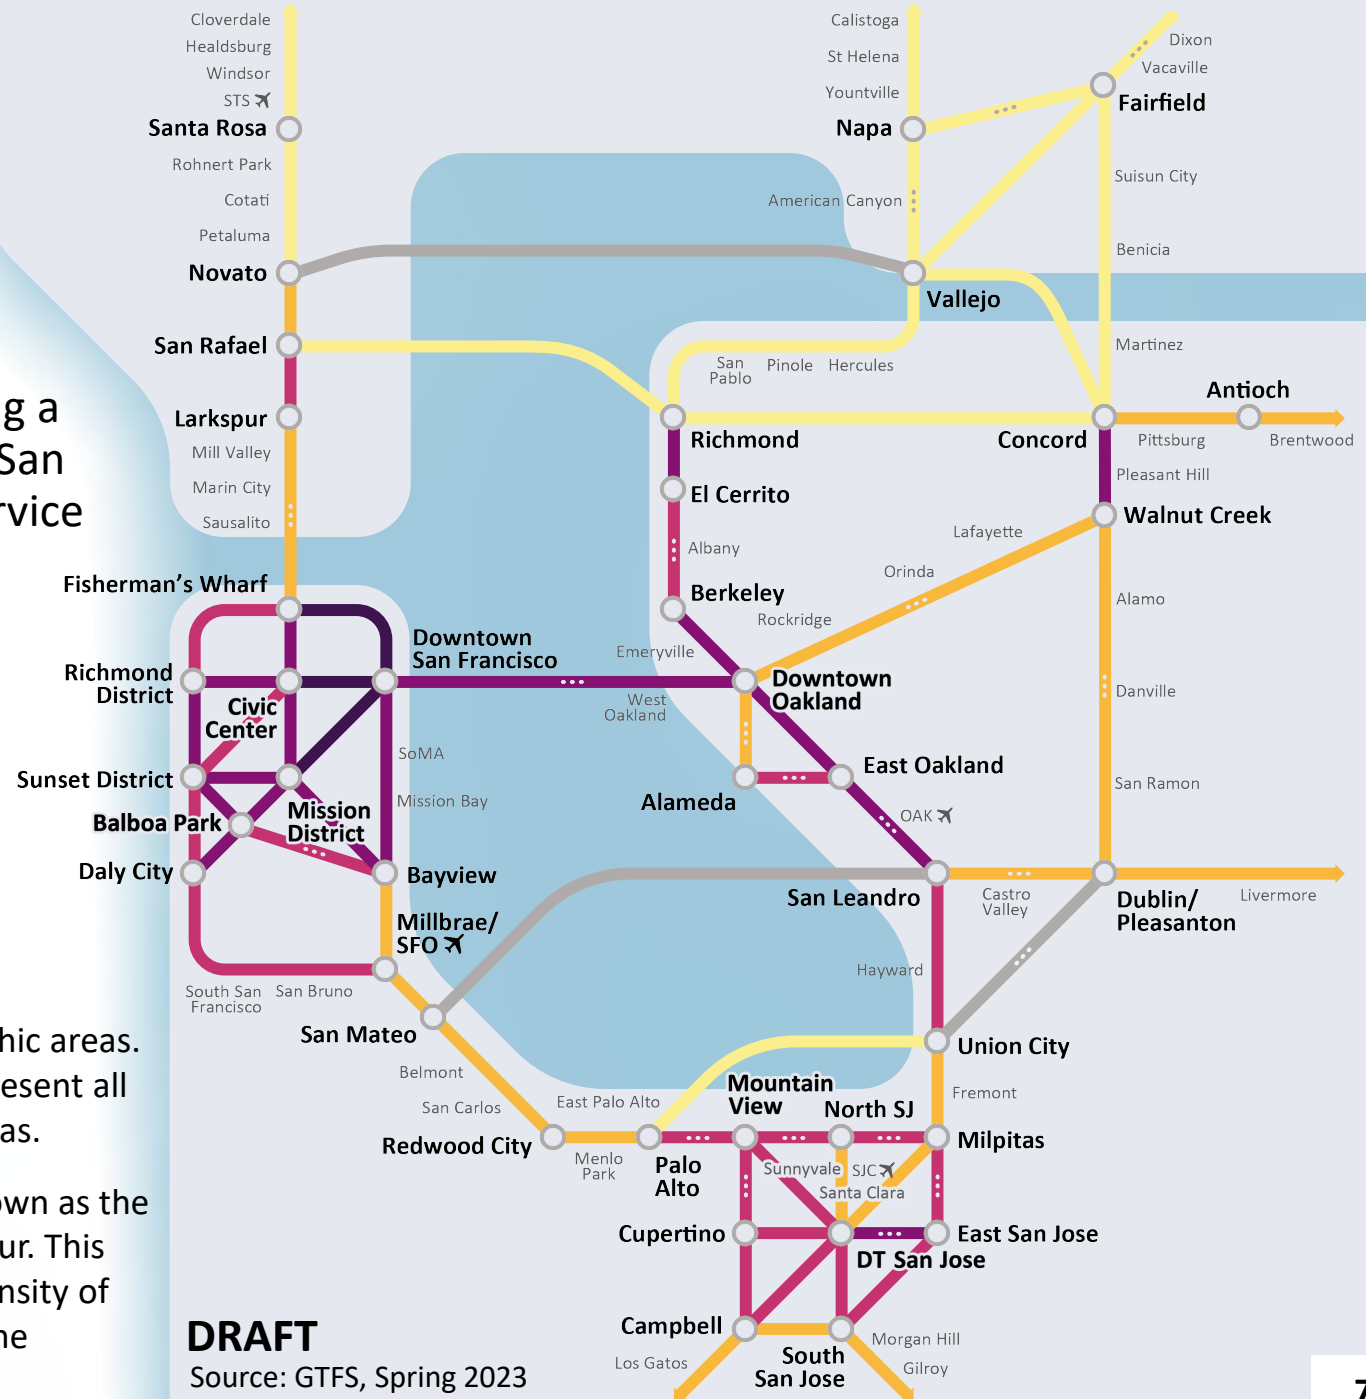 Cloverdale
Healdsburg
Windsor
STS
Santa Rosa
Rohnert Park
Cotati
Petaluma
Novato
San Rafael
Larkspur
Mill Valley
Marin City
Sausalito
Calistoga
St Helena
Yountville
Napa
American Canyon
Vallejo
Dixon
Vacaville
Fairfield
Suisun City
Benicia
Martinez
San
Pablo
Pinole
Hercules
Richmond
Concord
Antioch
Pittsburg
Brentwood
Pleasant Hill
Walnut Creek
El Cerrito
Albany
Berkeley
Lafayette
Orinda
Rockridge
Emeryville
West
Oakland
Downtown
Oakland
Alamo
Danville
San Ramon
Fisherman's Wharf
Downtown
San Francisco
Richmond
District
Civic
Center
SoMA
Mission Bay
Sunset District
Mission
District
Balboa Park
Daly City
Bayview
Millbrae/
SFO
South San
Francisco
San Bruno
Alameda
East Oakland
OAK
San Leandro
Castro
Valley
Dublin/
Pleasanton
Livermore
Hayward
San Mateo
Belmont
San Carlos
Redwood City
Menlo
Park
East Palo Alto
Palo
Alto
Union City
Fremont
Mountain
View
North SJ
Milpitas
Sunnyvale
SJC
Santa Clara
Cupertino
DT San Jose
East San Jose
Campbell
Los Gatos
South
San Jose
Morgan Hill
Gilroy
g a
San
rvice
hic areas.
resent all
as.
own as the
ur. This
nsity of
ne
DRAFT
Source: GTFS, Spring 2023